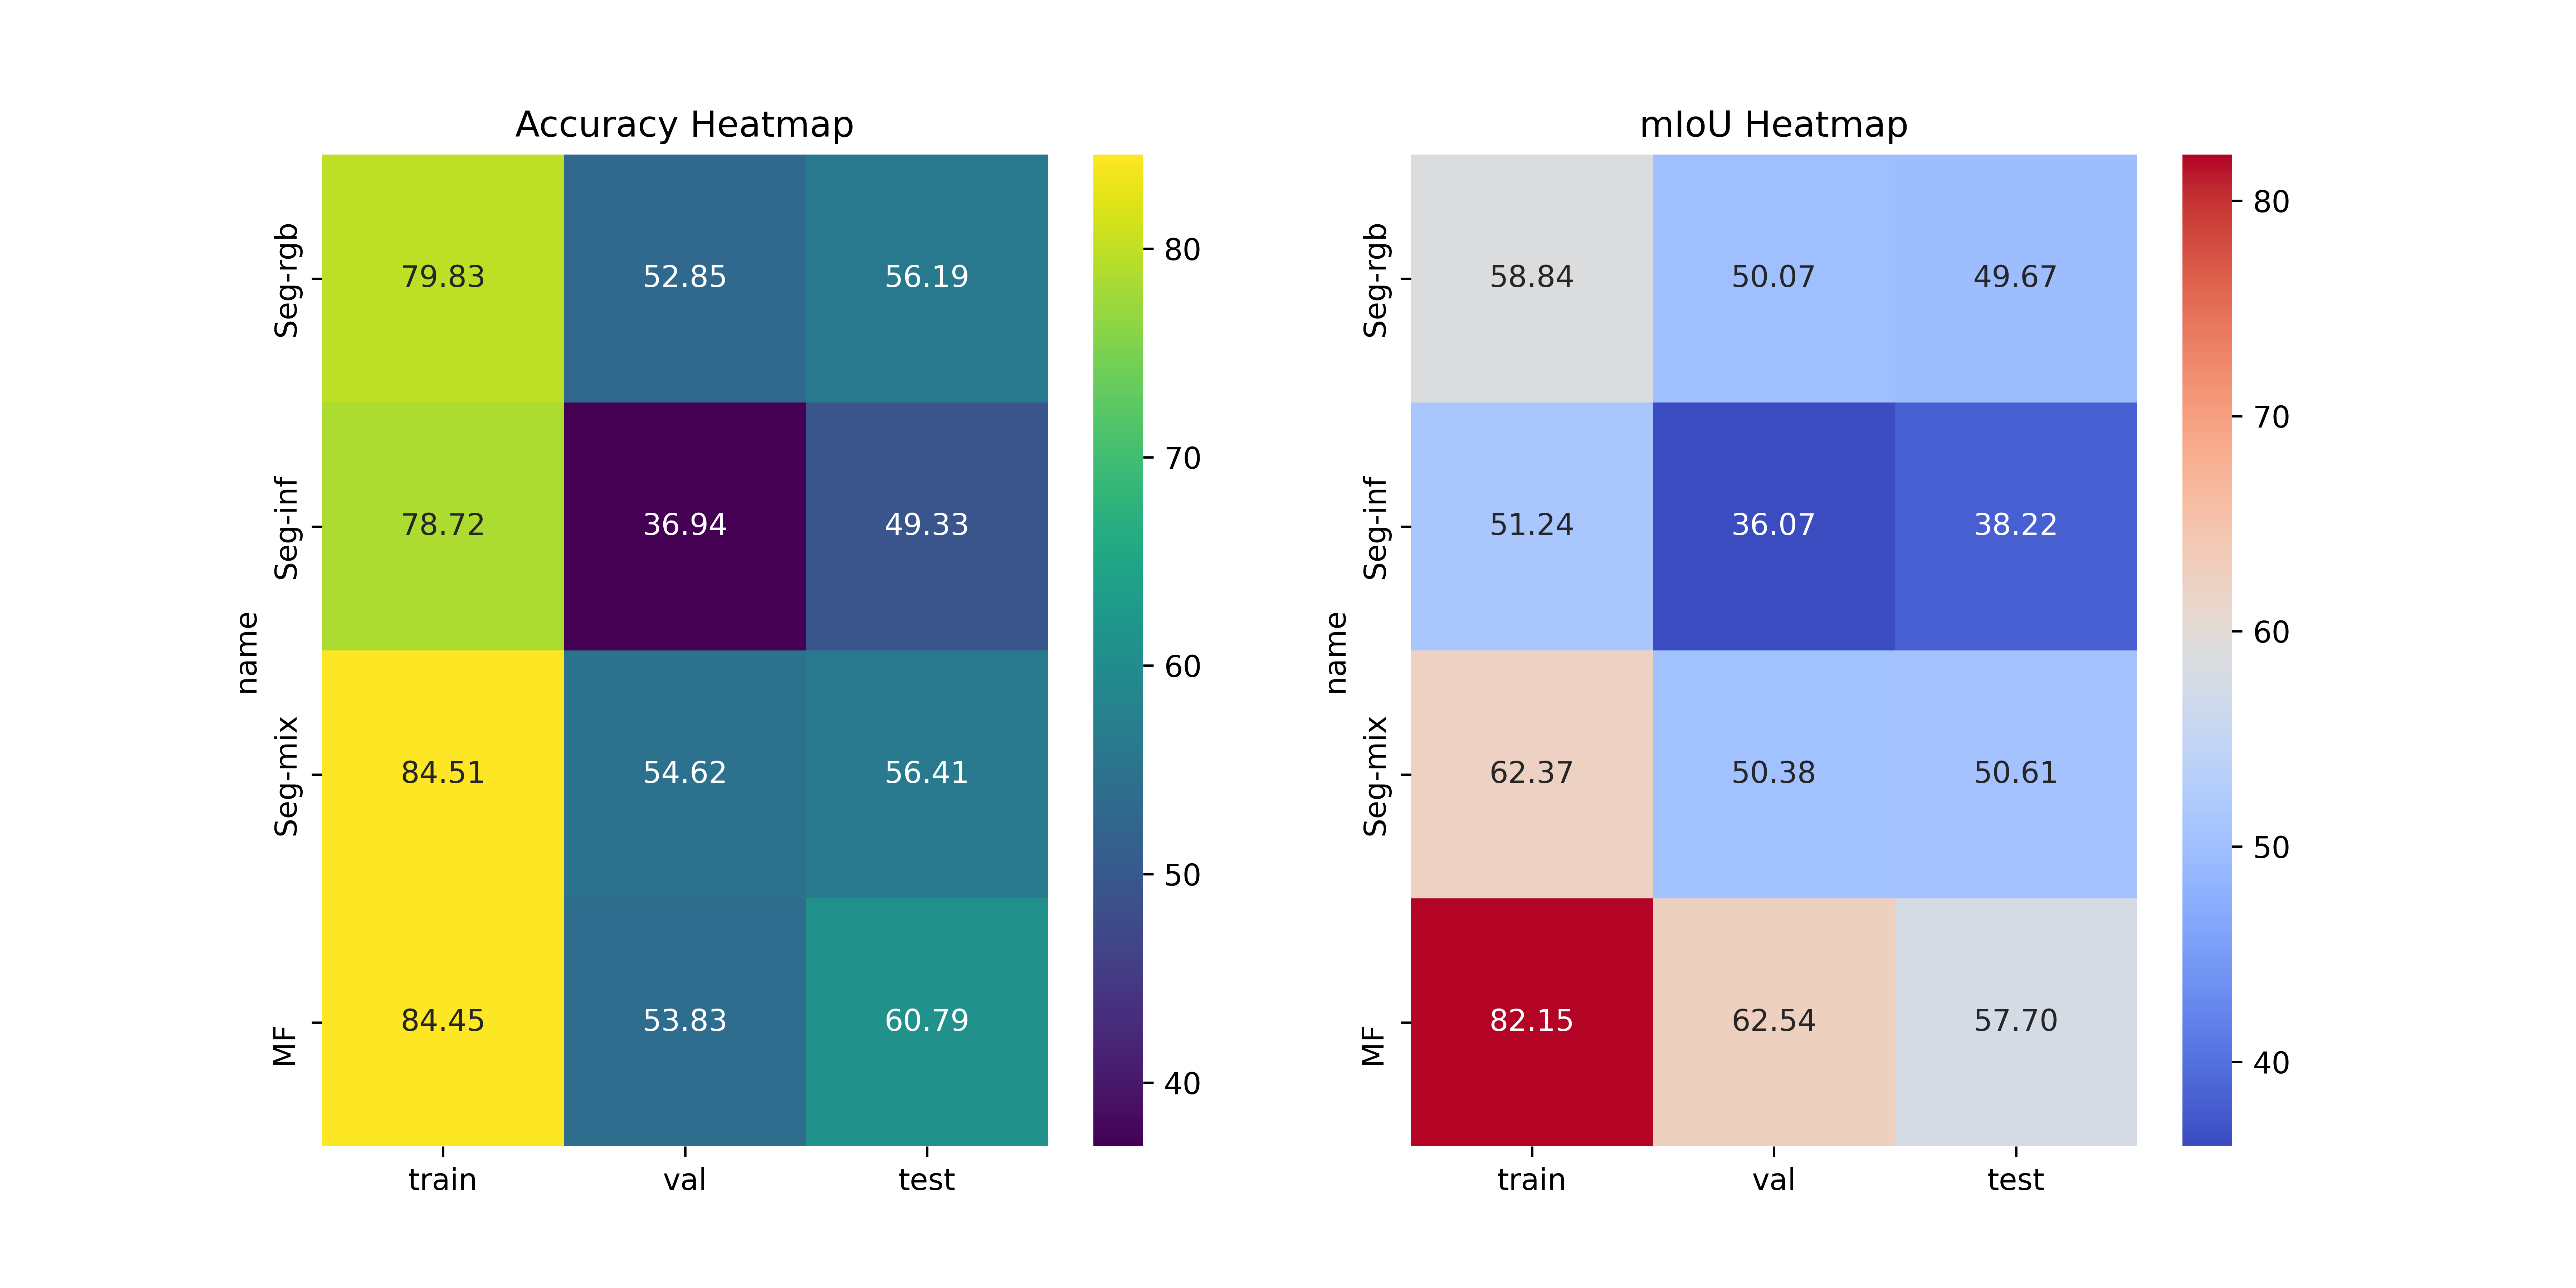 Accuracy Heatmap
name
Seg-rgb
Seg-inf
Seg-mix
MF
79.83 52.85 56.19
78.72 36.94 49.33
84.51 54.62 56.41
84.45 53.83 60.79
train val test
80
70
60
50
40
mIoU Heatmap
name
Seg-rgb
Seg-inf
Seg-mix
MF
58.84 50.07 49.67
51.24 36.07 38.22
62.37 50.38 50.61
82.15 62.54 57.70
train val test
80
70
60
50
40